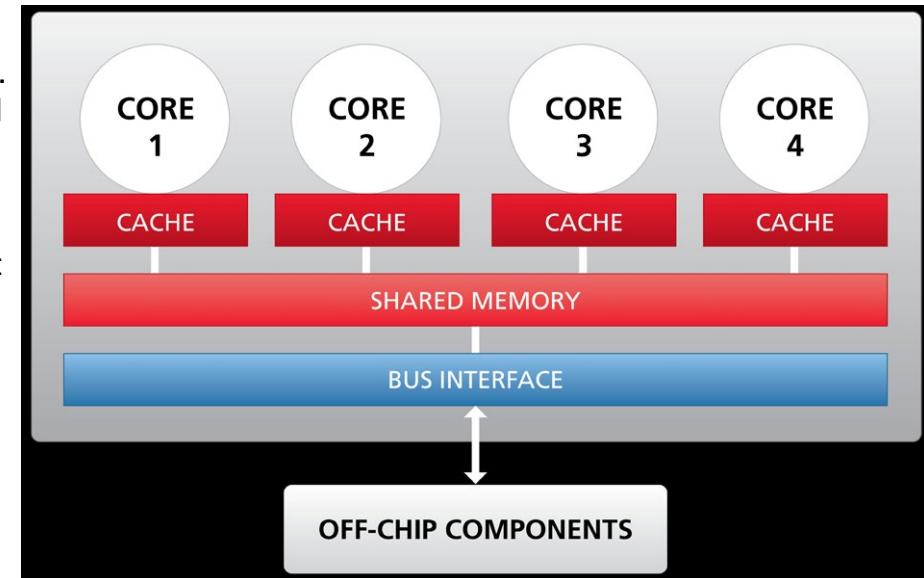 CORE
1
CORE
2
CORE
3
CORE
4
CACHE
CACHE
CACHE
CACHE
SHARED MEMORY
BUS INTERFACE
OFF-CHIP COMPONENTS